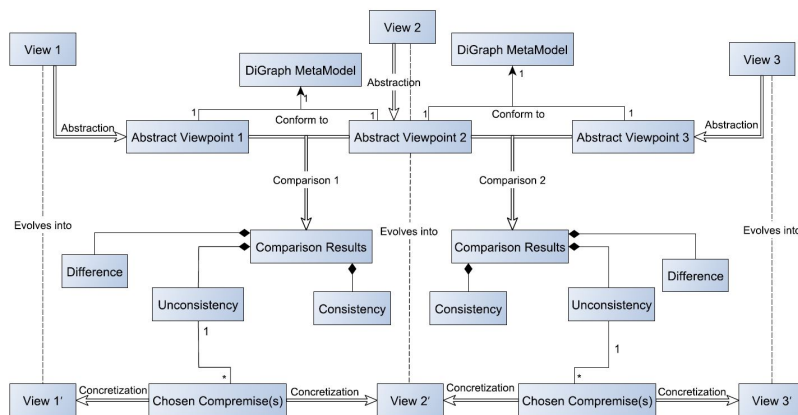 View 1
View 2
DiGraph MetaModel
DiGraph MetaModel
View 3
Abstraction
1
1
Abstraction
1
1
1
1
Abstraction
Conform to
Conform to
Abstract Viewpoint 1
Abstract Viewpoint 2
Abstract Viewpoint 3
Comparison 1
Comparison 2
Evolves into
Evolves into
Evolves into
Comparison Results
Comparison Results
Difference
Difference
Unconsistency
Consistency
Consistency
Unconsistency
1
1
*
*
Concretization
Concretization
Concretization
Concretization
View 1'
Chosen Compremise(s)
View 2'
Chosen Compremise(s)
View 3'